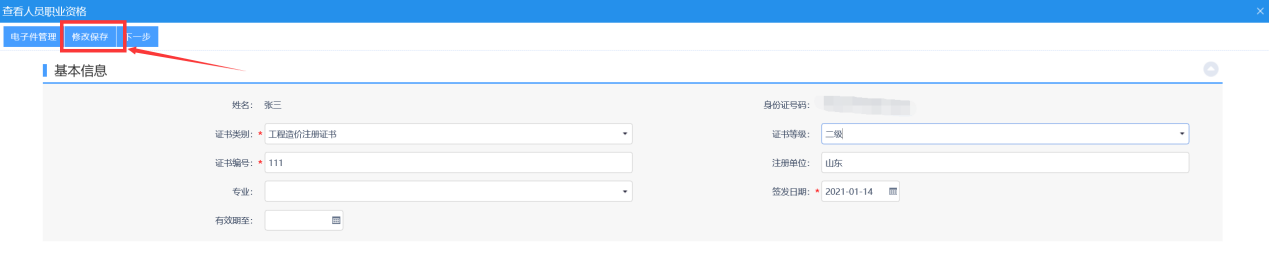 查看人员职业资格 ×
电子件管理 修改保存 下一步
基本信息
姓名： 张三 身份证号码：
证书类别： * 工程造价注册证书 证书等级： 二级
证书编号： * 111 注册单位： 山东
专业： 签发日期： * 2021-01-14
有效期至：